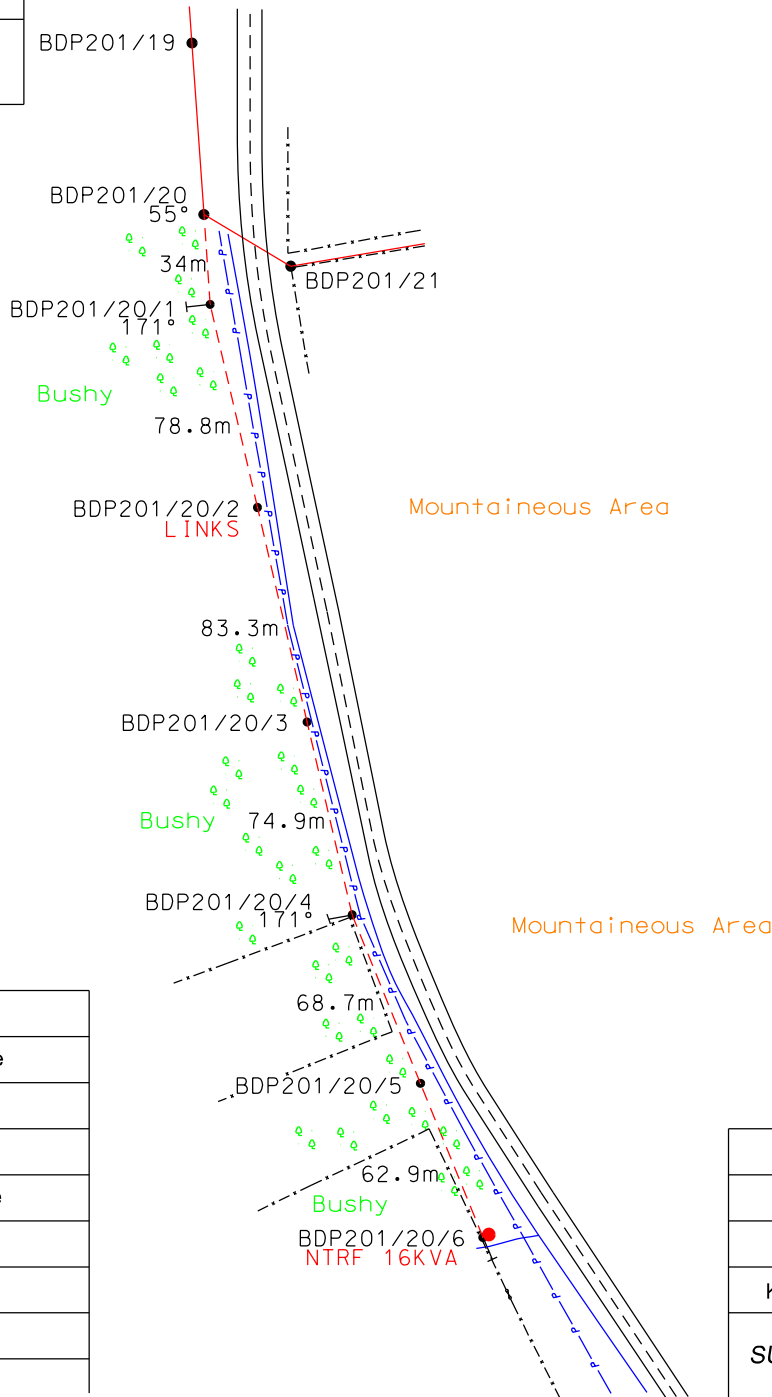 BDP201/19
BDP201/20
55°
34m
BDP201/21
BDP201/20/1
171°
Bushy
78.8m
BDP201/20/2
LINKS
Mountaineous Area
83.3m
BDP201/20/3
Bushy
74.9m
BDP201/20/4
171°
Mountaineous Area
68.7m
BDP201/20/5
62.9m
Bushy
BDP201/20/6
NTRF 16KVA